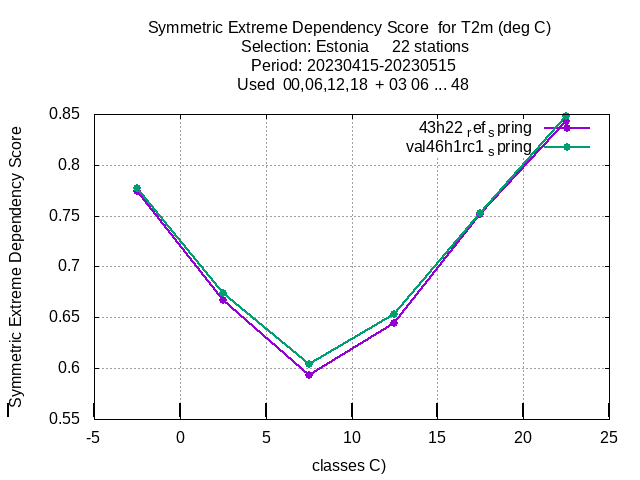 Symmetric Extreme Dependency Score  for T2m (deg C)
Selection: Estonia     22 stations
Period: 20230415-20230515
Used  00,06,12,18  + 03 06 ... 48
43h22 ref spring
val46h1rc1 spring
Symmetric Extreme Dependency Score
0.85
0.8
0.75
0.7
0.65
0.6
0.55
-5 0 5 10 15 20 25
classes C)